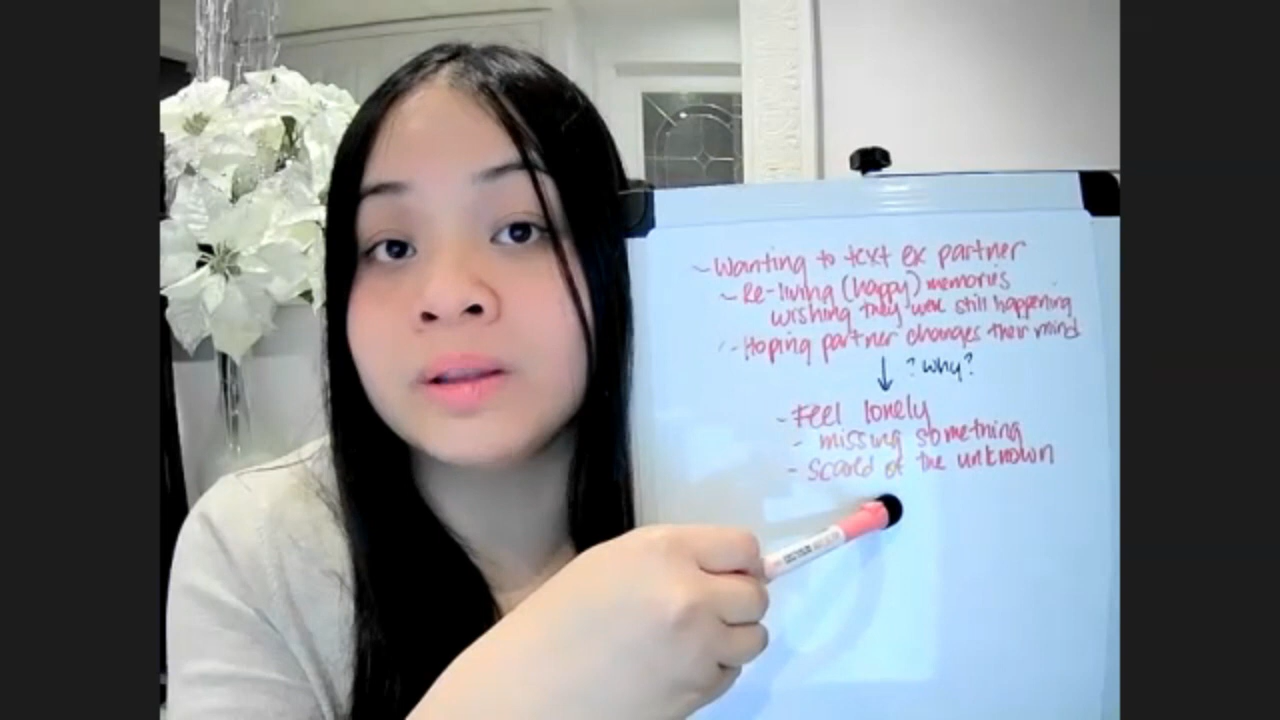 - Wanting to text ex partner
- Re-living (happy) memories
wishing they were still happening
- Hoping partner changes their mind
↓ ? why?
- Feel lonely
- missing something
- scared of the unknown